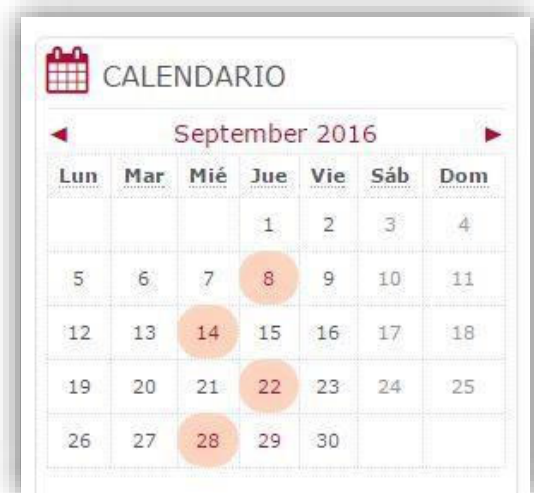 CALENDARIO
◄ September 2016 ►
Lun Mar Mié Jue Vie Sáb Dom
1 2 3 4
5 6 7 8 9 10 11
12 13 14 15 16 17 18
19 20 21 22 23 24 25
26 27 28 29 30